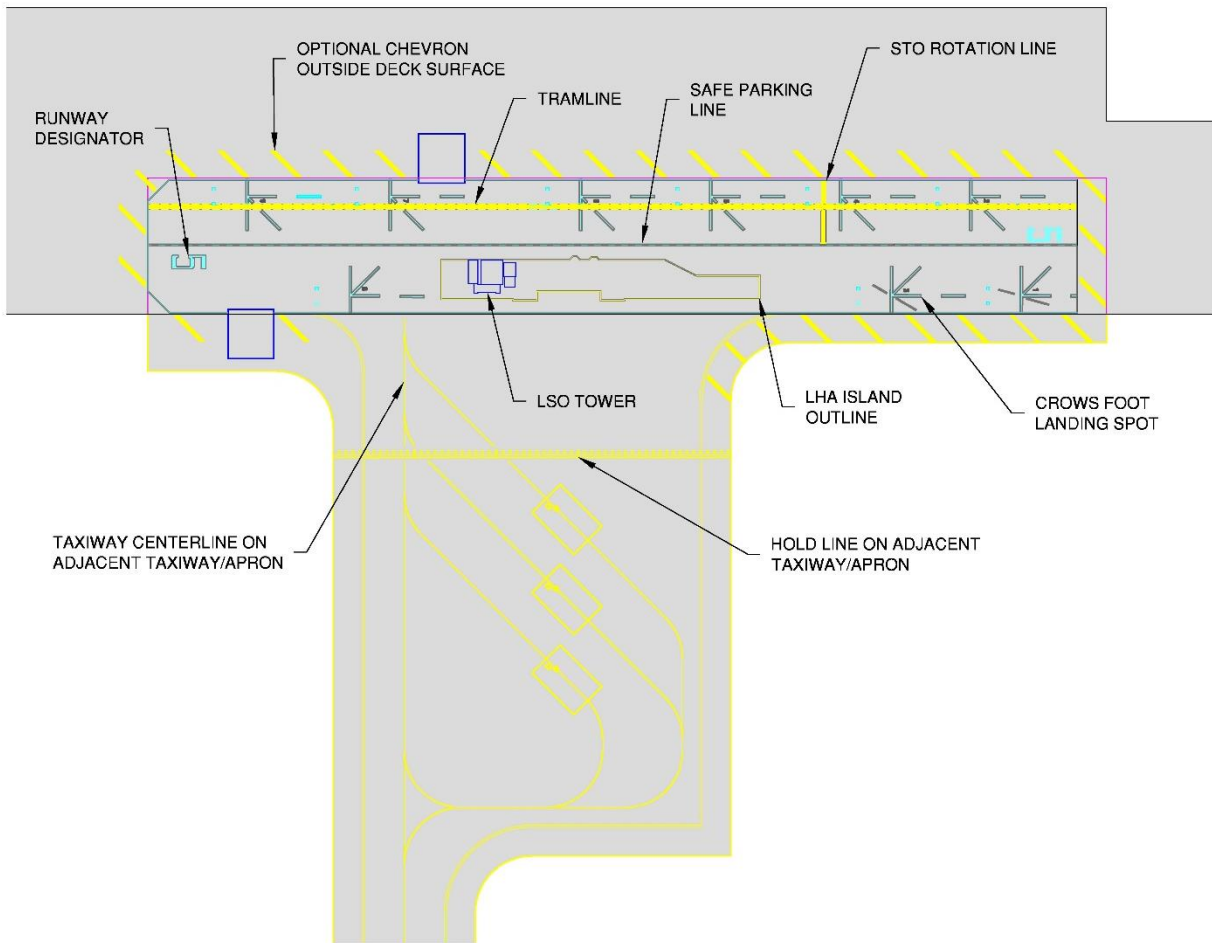 OPTIONAL CHEVRON
OUTSIDE DECK SURFACE
STO ROTATION LINE
TRAMLINE
SAFE PARKING
LINE
RUNWAY
DESIGNATOR
5
5
LSO TOWER
LHA ISLAND
OUTLINE
CROWS FOOT
LANDING SPOT
TAXIWAY CENTERLINE ON
ADJACENT TAXIWAY/APRON
HOLD LINE ON ADJACENT
TAXIWAY/APRON